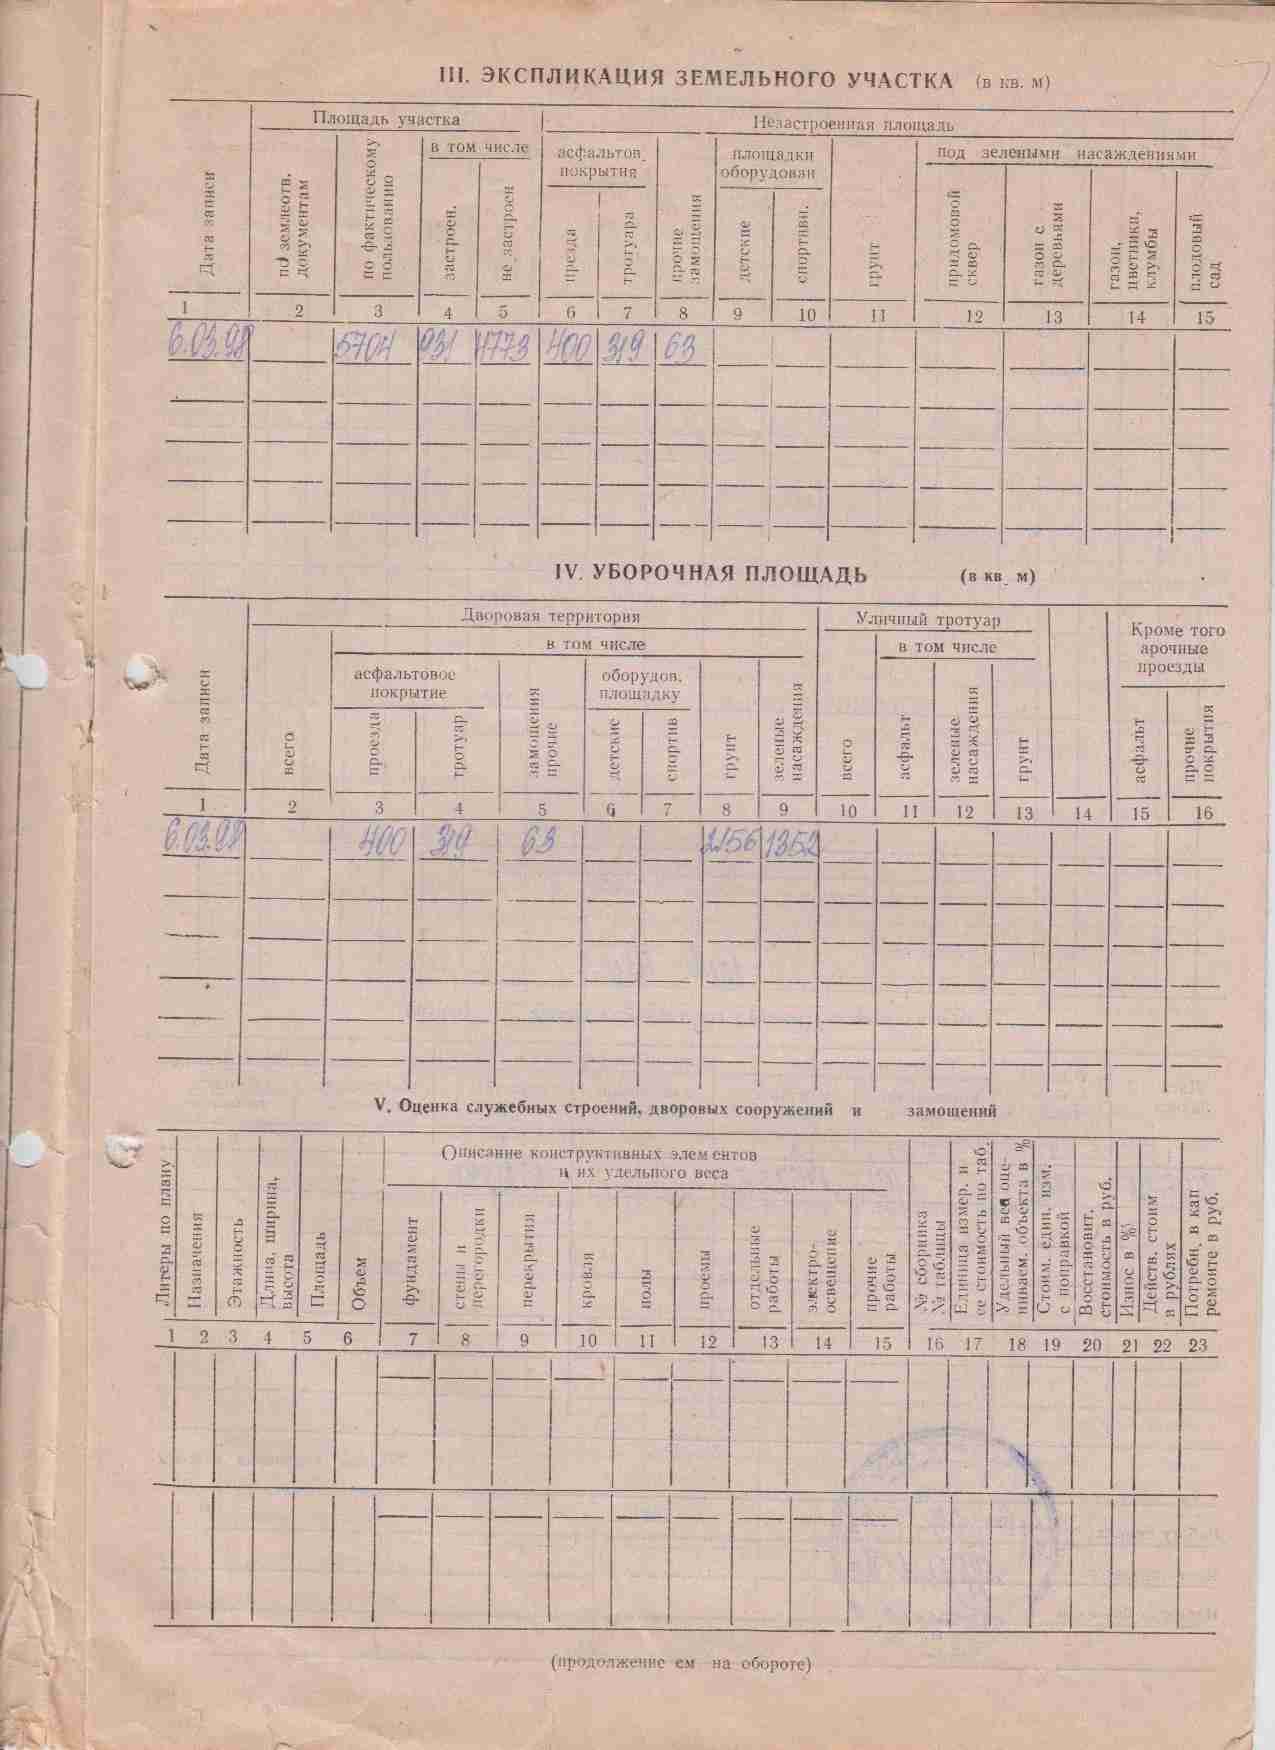 III. ЭКСПЛИКАЦИЯ ЗЕМЕЛЬНОГО УЧАСТКА (в кв. м)
Дата записи
Площадь участка
по землеотв. документам
по фактическому пользованию
в том числе
застроен.
не застроен
Незастроенная площадь
асфальтов. покрытия
презда
тротуара
прочие замощения
площадки оборудован
детские
спортивн.
грунт
под зелеными насаждениями
придомовой сквер
газон с деревьями
газон, цветники, клумбы
плодовый сад
1 2 3 4 5 6 7 8 9 10 11 12 13 14 15
6.03.98 5704 931 4773 400 319 63
IV. УБОРОЧНАЯ ПЛОЩАДЬ (в кв. м)
Дата записи
Дворовая территория
всего
в том числе
асфальтовое покрытие
проезда
тротуар
замощения прочие
оборудов. площадку
детские
спортив
грунт
зеленые насаждения
Уличный тротуар
всего
в том числе
асфальт
зеленые насаждения
грунт
Кроме того арочные проезды
асфальт
прочие покрытия
1 2 3 4 5 6 7 8 9 10 11 12 13 14 15 16
6.03.98 400 319 63 2156 1352
V. Оценка служебных строений, дворовых сооружений и замощений
Литеры по плану
Назначения
Этажность
Длина, ширина, высота
Площадь
Объем
Описание конструктивных элементов
и их удельного веса
фундамент
стены и перегородки
перекрытия
кровля
полы
проемы
отдельные работы
электро-освещение
прочие работы
№ сборника № таблицы
Единица измер. и ее стоимость по таб
Удельный вес оце-ниваем. объекта в %
Стоим. един. изм. с поправкой
Восстановит. стоимость в руб.
Износ в %
Действ. стоим в рублях
Потребн. в кап ремонте в руб.
1 2 3 4 5 6 7 8 9 10 11 12 13 14 15 16 17 18 19 20 21 22 23
(продолжение ем на обороте)